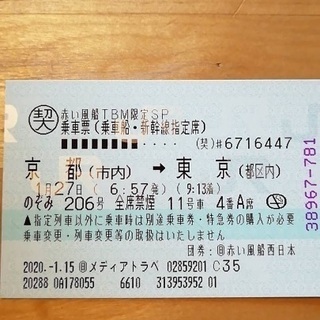 契 赤い風船TBM限定SP
乗車票(乗車船・新幹線指定席)
(契)#6716447
京都(市内) → 東京(都区内)
1月27日 (6:57発) (9:13着)
のぞみ 206号 全席禁煙 11号車 4番A席
▲指定列車以外に乗車時は別途乗車券・特急券の購入が必要
乗車変更・列車変更等の取扱はいたしません
団券:@赤い風船西日本
2020.-1.15 @メディアトラベ 02859201 C35
20288 0A178055 6610 313953952 01
38967-781